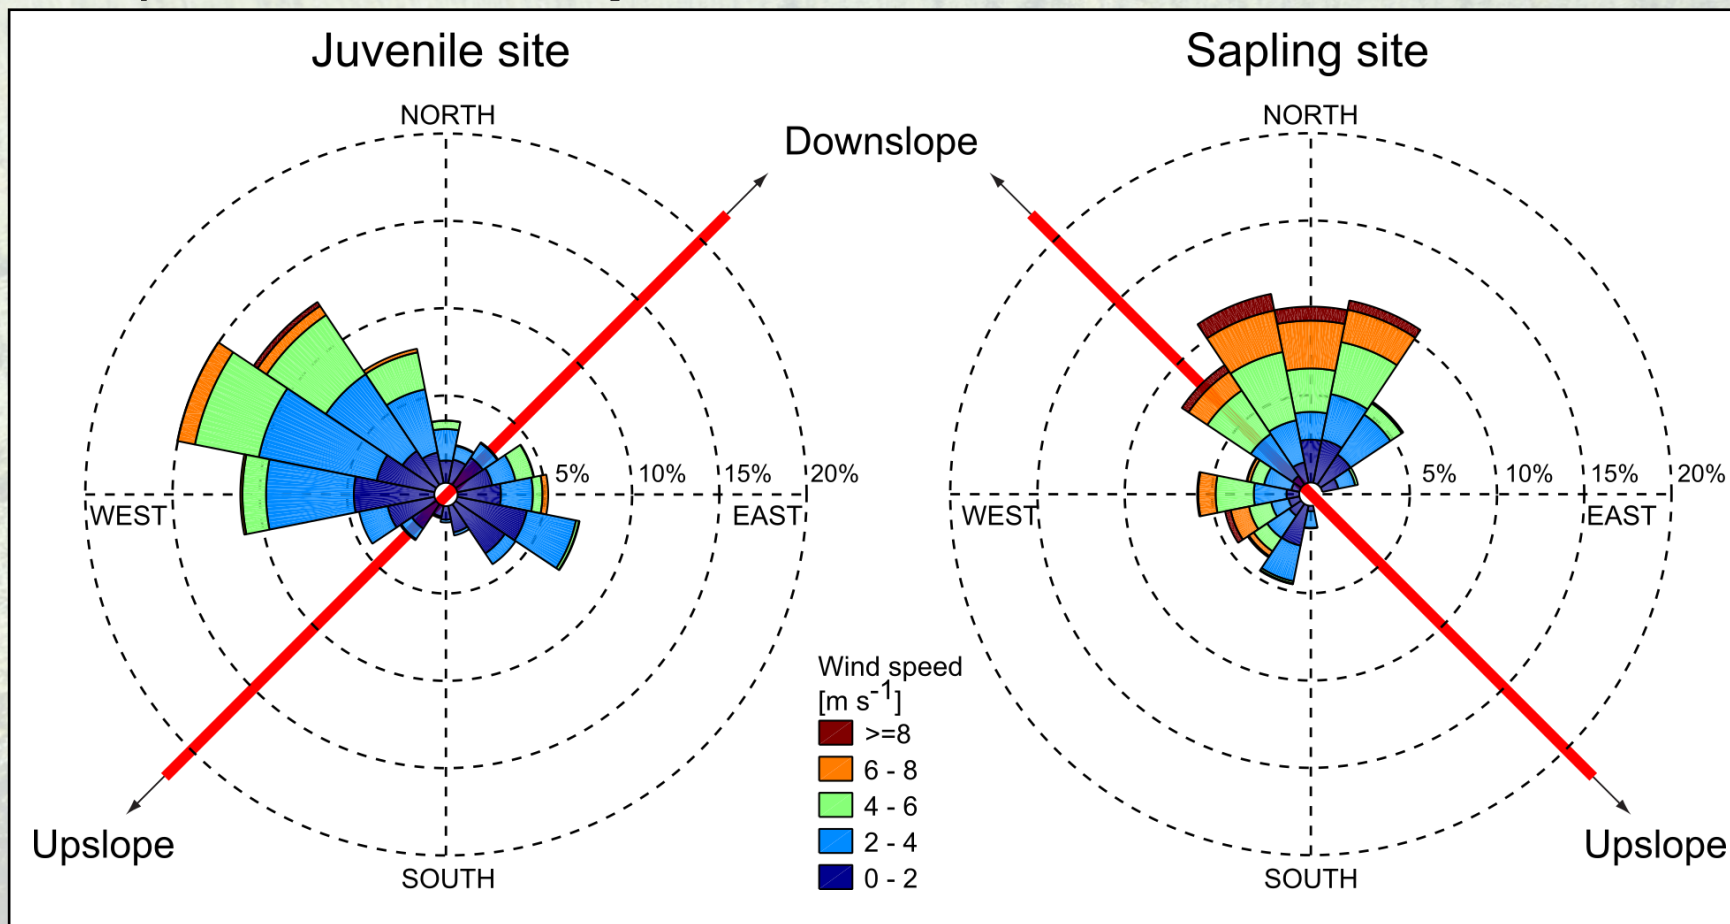 Juvenile site
Sapling site
NORTH
NORTH
Downslope
5% 10% 15% 20%
5% 10% 15% 20%
WEST
EAST
WEST
EAST
Wind speed
[m s-1]
>=8
6 - 8
4 - 6
2 - 4
0 - 2
Upslope
Upslope
SOUTH
SOUTH